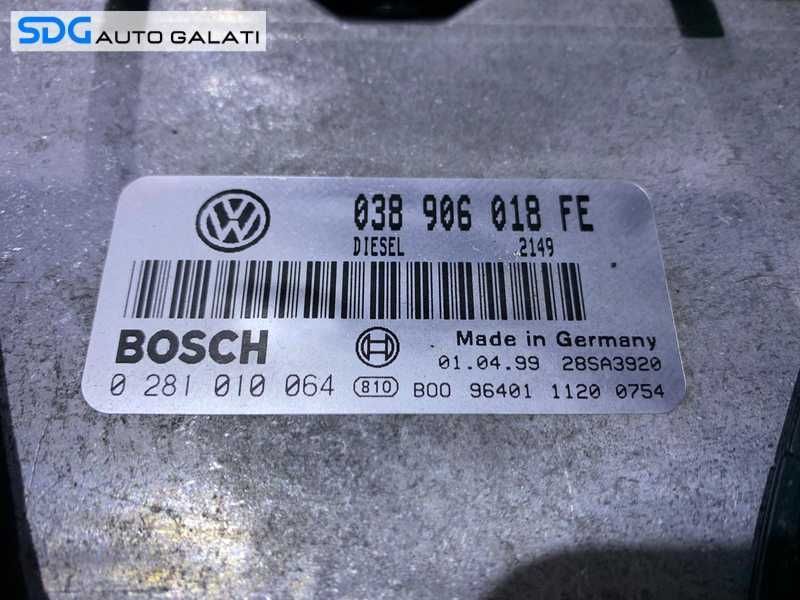 SDG AUTO GALATI
VW
038 906 018 FE
DIESEL 2149
BOSCH
Made in Germany
01.04.99 28SA3920
0 281 010 064 810 B00 96401 1120 0754